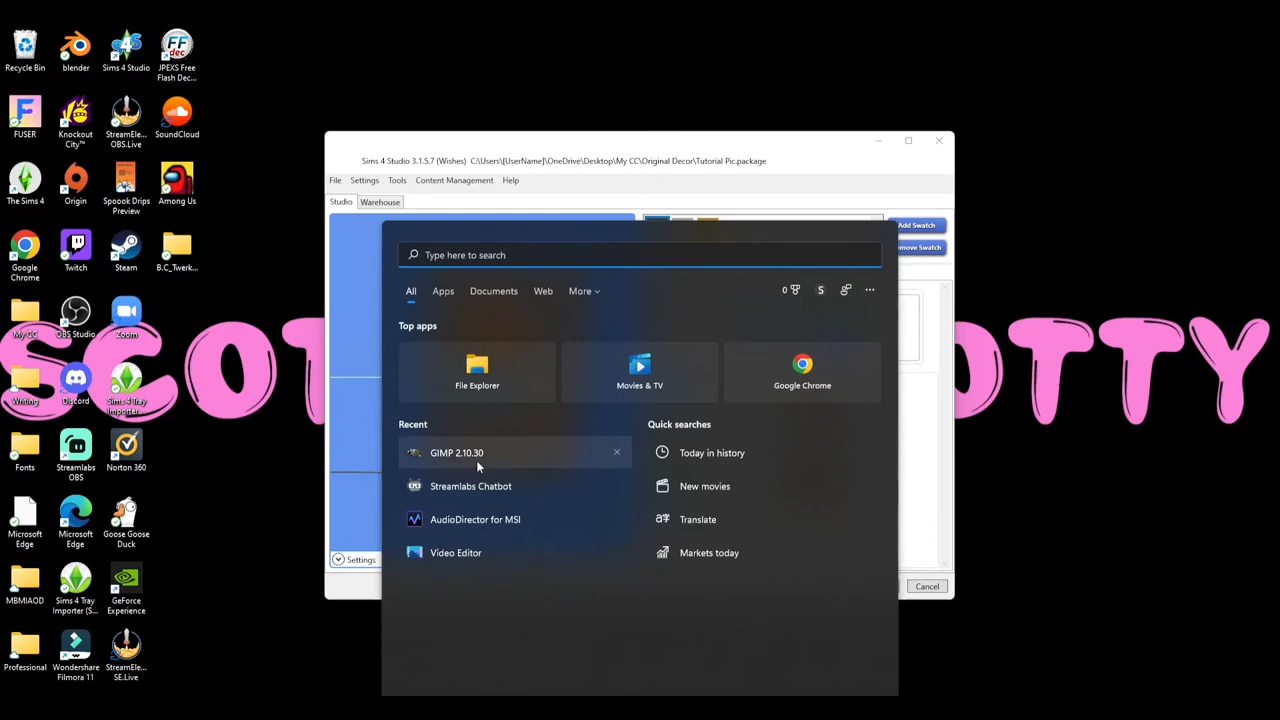 Recycle Bin
blender
Sims 4 Studio
JPEXS Free
Flash Dec...
FUSER
Knockout
City™
StreamEle...
OBS.Live
SoundCloud
The Sims 4
Origin
Spoook Drips
Preview
Among Us
Google
Chrome
Twitch
Steam
B.C_Twerk...
My CC
OBS Studio
Zoom
Writing
Discord
Sims 4 Tray
Importer...
Fonts
Streamlabs
OBS
Norton 360
Microsoft
Edge
Microsoft
Edge
Goose Goose
Duck
MBMIAOD
Sims 4 Tray
Importer (S...
GeForce
Experience
Professional
Wondershare
Filmora 11
StreamEle...
SE.Live
SCOT
OTTY
Sims 4 Studio 3.1.5.7 (Wishes) C:\Users\[UserName]\OneDrive\Desktop\My CC\Original Decor\Tutorial Pic.package
File Settings Tools Content Management Help
Studio Warehouse
Add Swatch
emove Swatch
Settings
Cancel
Type here to search
All Apps Documents Web More
0 S
Top apps
File Explorer
Movies & TV
Google Chrome
Recent
GIMP 2.10.30
Streamlabs Chatbot
AudioDirector for MSI
Video Editor
Quick searches
Today in history
New movies
Translate
Markets today